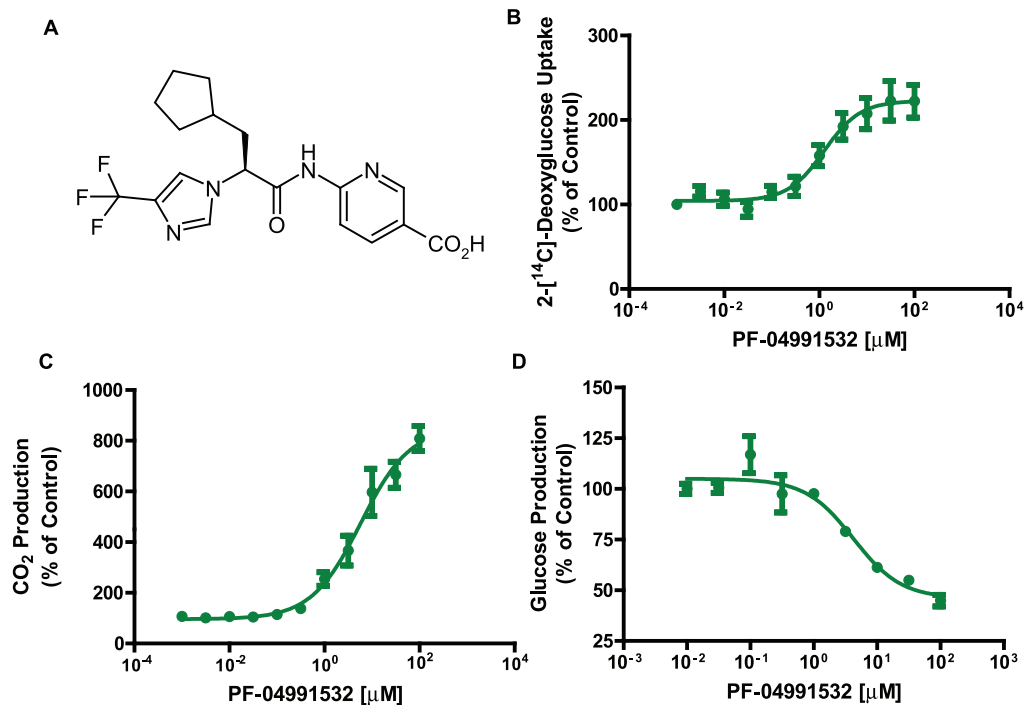 A
F
F
F
N
N
H
N
O
N
CO₂H
B
2-[¹⁴C]-Deoxyglucose Uptake
(% of Control)
300
200
100
0
10⁻⁴
10⁻²
10⁰
10²
10⁴
PF-04991532 [µM]
C
CO₂ Production
(% of Control)
1000
800
600
400
200
0
10⁻⁴
10⁻²
10⁰
10²
10⁴
PF-04991532 [µM]
D
Glucose Production
(% of Control)
150
125
100
75
50
25
10⁻³
10⁻²
10⁻¹
10⁰
10¹
10²
10³
PF-04991532 [µM]